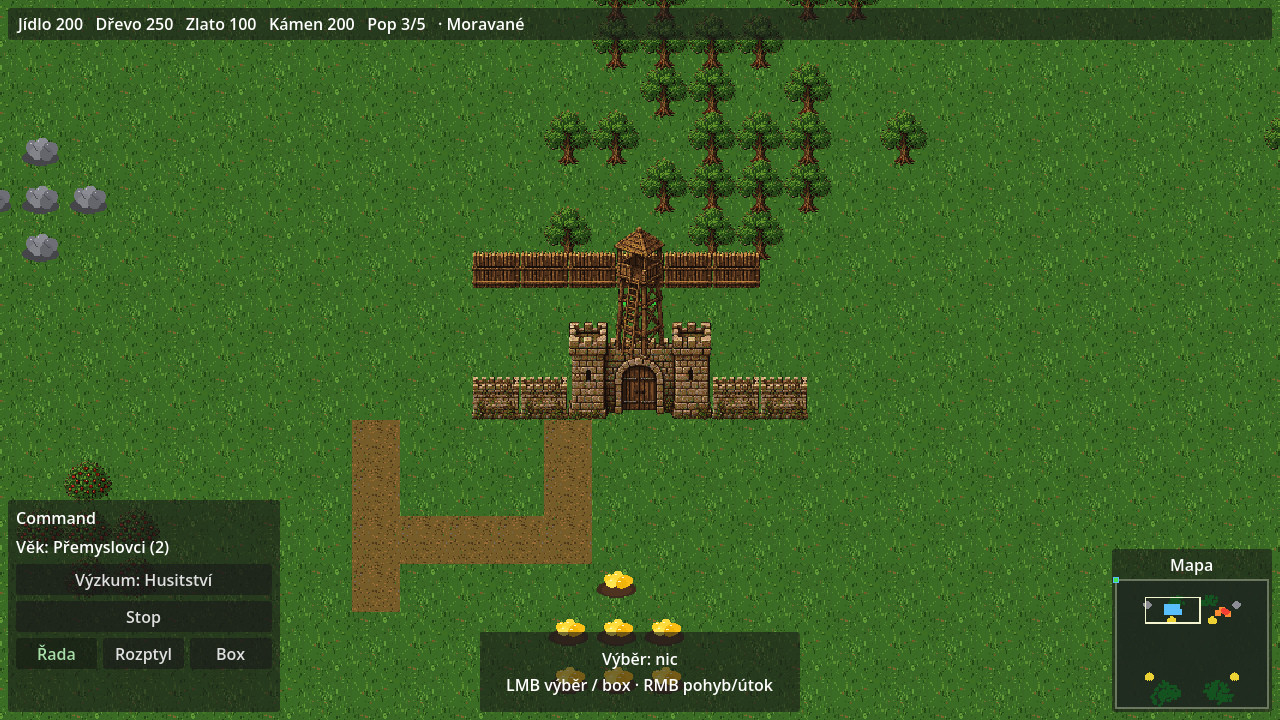 Jídlo 200 Dřevo 250 Zlato 100 Kámen 200 Pop 3/5 · Moravané
Command
Věk: Přemyslovci (2)
Výzkum: Husitství
Stop
Řada Rozptyl Box
Výběr: nic
LMB výběr / box · RMB pohyb/útok
Mapa